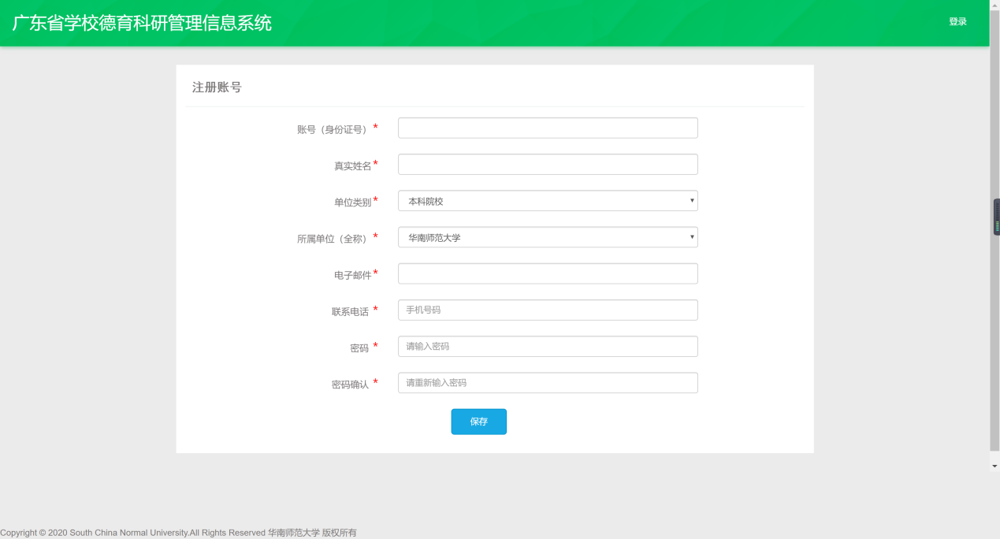 广东省学校德育科研管理信息系统 登录
注册账号
账号（身份证号）*
真实姓名*
单位类别* 本科院校
所属单位（全称）* 华南师范大学
电子邮件*
联系电话 * 手机号码
密码 * 请输入密码
密码确认 * 请重新输入密码
保存
Copyright © 2020 South China Normal University.All Rights Reserved 华南师范大学 版权所有